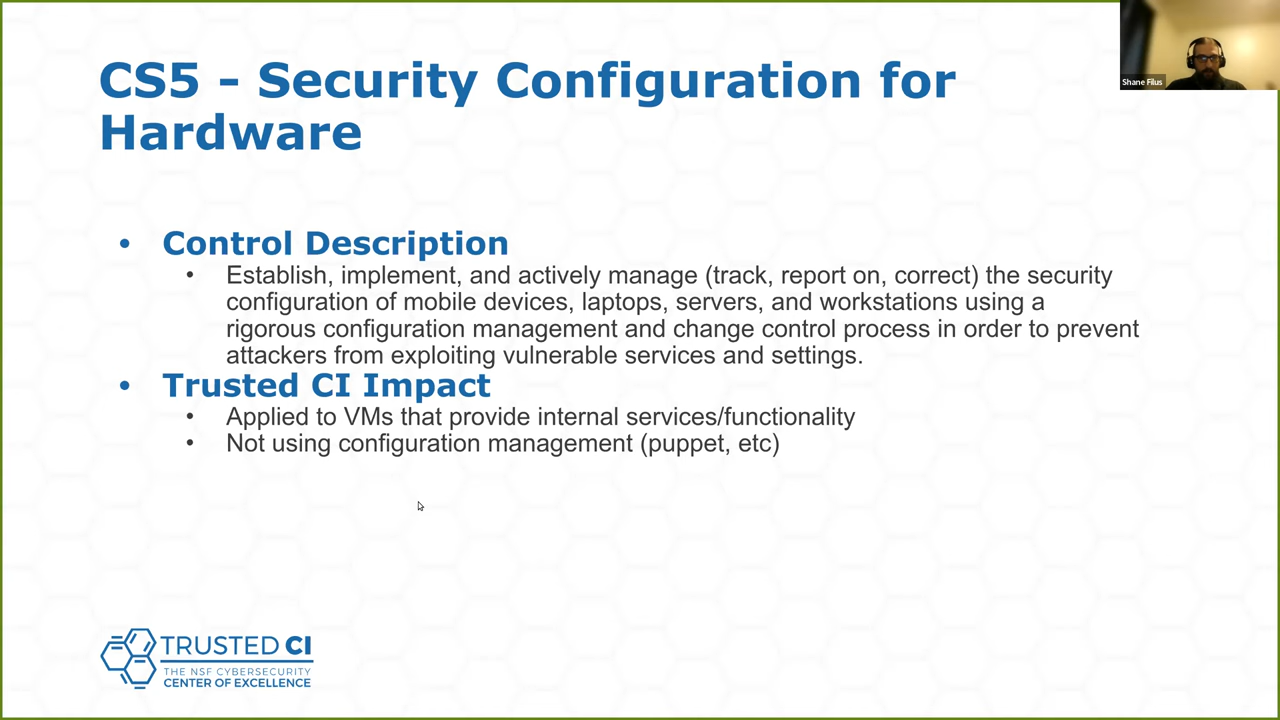 CS5 - Security Configuration for
Hardware
Shane Filus
• Control Description
• Establish, implement, and actively manage (track, report on, correct) the security
configuration of mobile devices, laptops, servers, and workstations using a
rigorous configuration management and change control process in order to prevent
attackers from exploiting vulnerable services and settings.
• Trusted CI Impact
• Applied to VMs that provide internal services/functionality
• Not using configuration management (puppet, etc)
TRUSTED CI
THE NSF CYBERSECURITY
CENTER OF EXCELLENCE